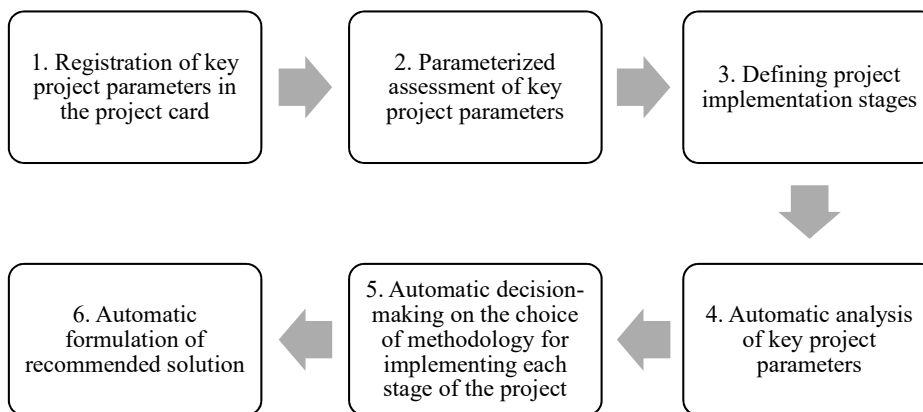 1. Registration of key
project parameters in
the project card
2. Parameterized
assessment of key
project parameters
3. Defining project
implementation stages
4. Automatic analysis
of key project
parameters
5. Automatic decision-
making on the choice
of methodology for
implementing each
stage of the project
6. Automatic
formulation of
recommended solution